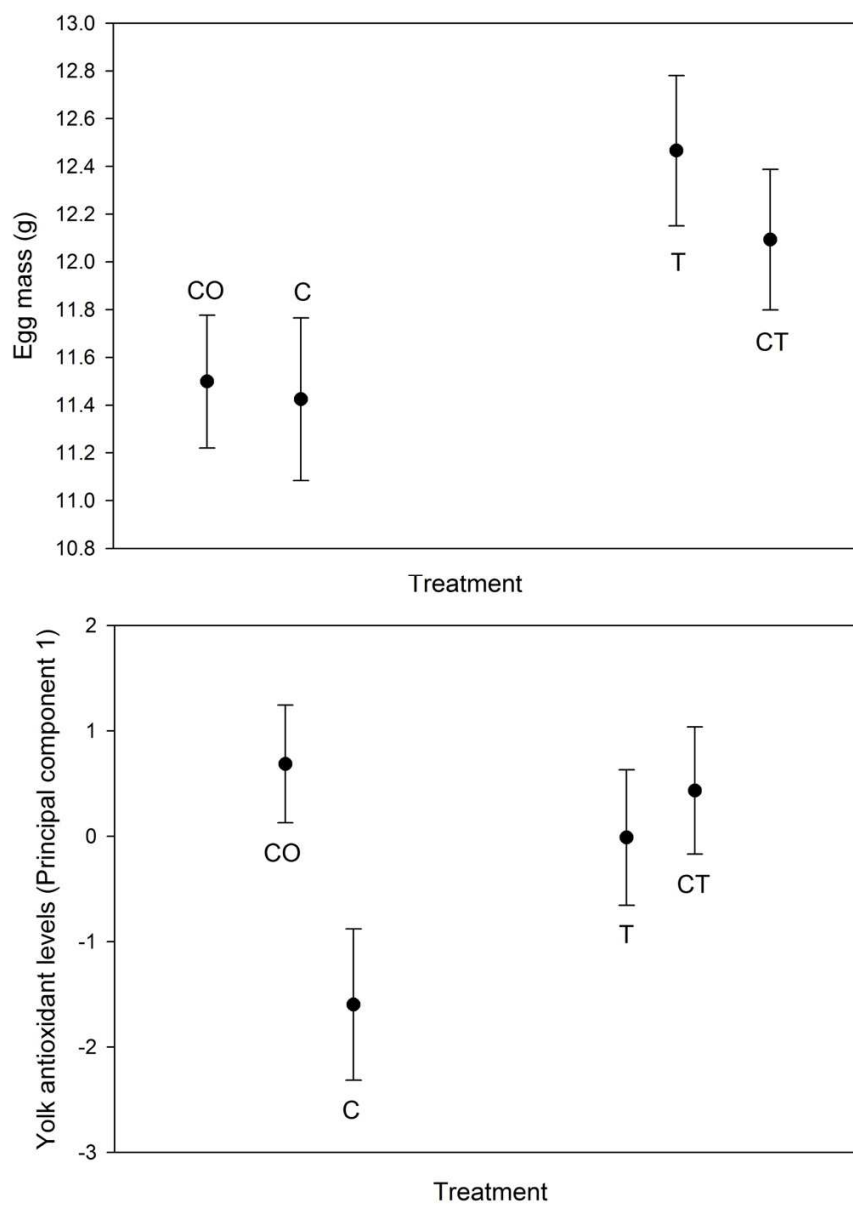 13.0
12.8
12.6
12.4
12.2
12.0
11.8
11.6
11.4
11.2
11.0
10.8
Egg mass (g)
CO
C
T
CT
Treatment
2
1
0
-1
-2
-3
Yolk antioxidant levels (Principal component 1)
CO
C
T
CT
Treatment